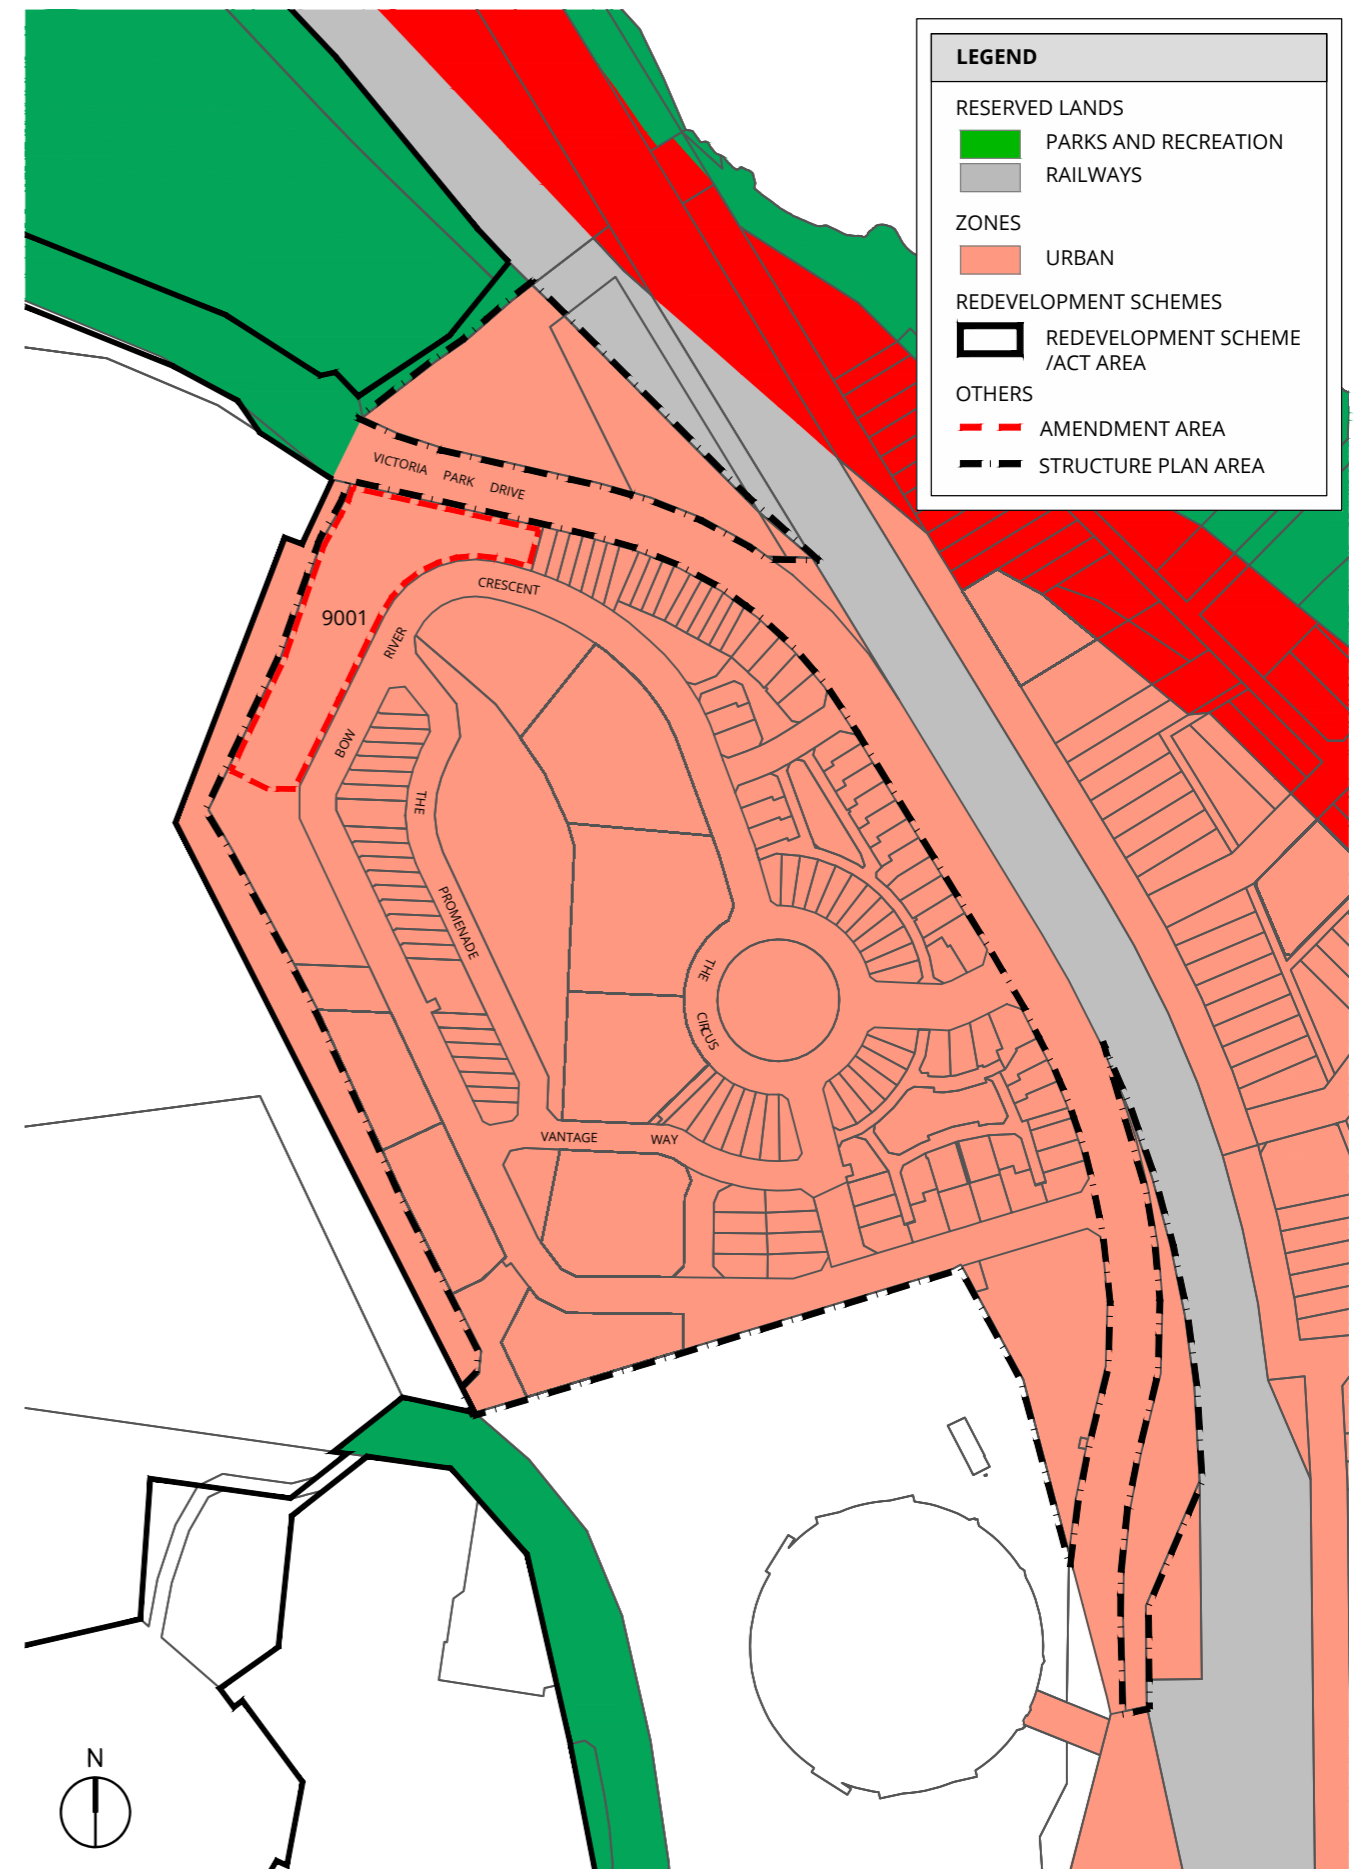 LEGEND
RESERVED LANDS
PARKS AND RECREATION
RAILWAYS
ZONES
URBAN
REDEVELOPMENT SCHEMES
REDEVELOPMENT SCHEME
/ACT AREA
OTHERS
AMENDMENT AREA
STRUCTURE PLAN AREA
VICTORIA PARK DRIVE
CRESCENT
9001
RIVER
BOW
THE
PROMENADE
THE
CIRCUS
VANTAGE WAY
N